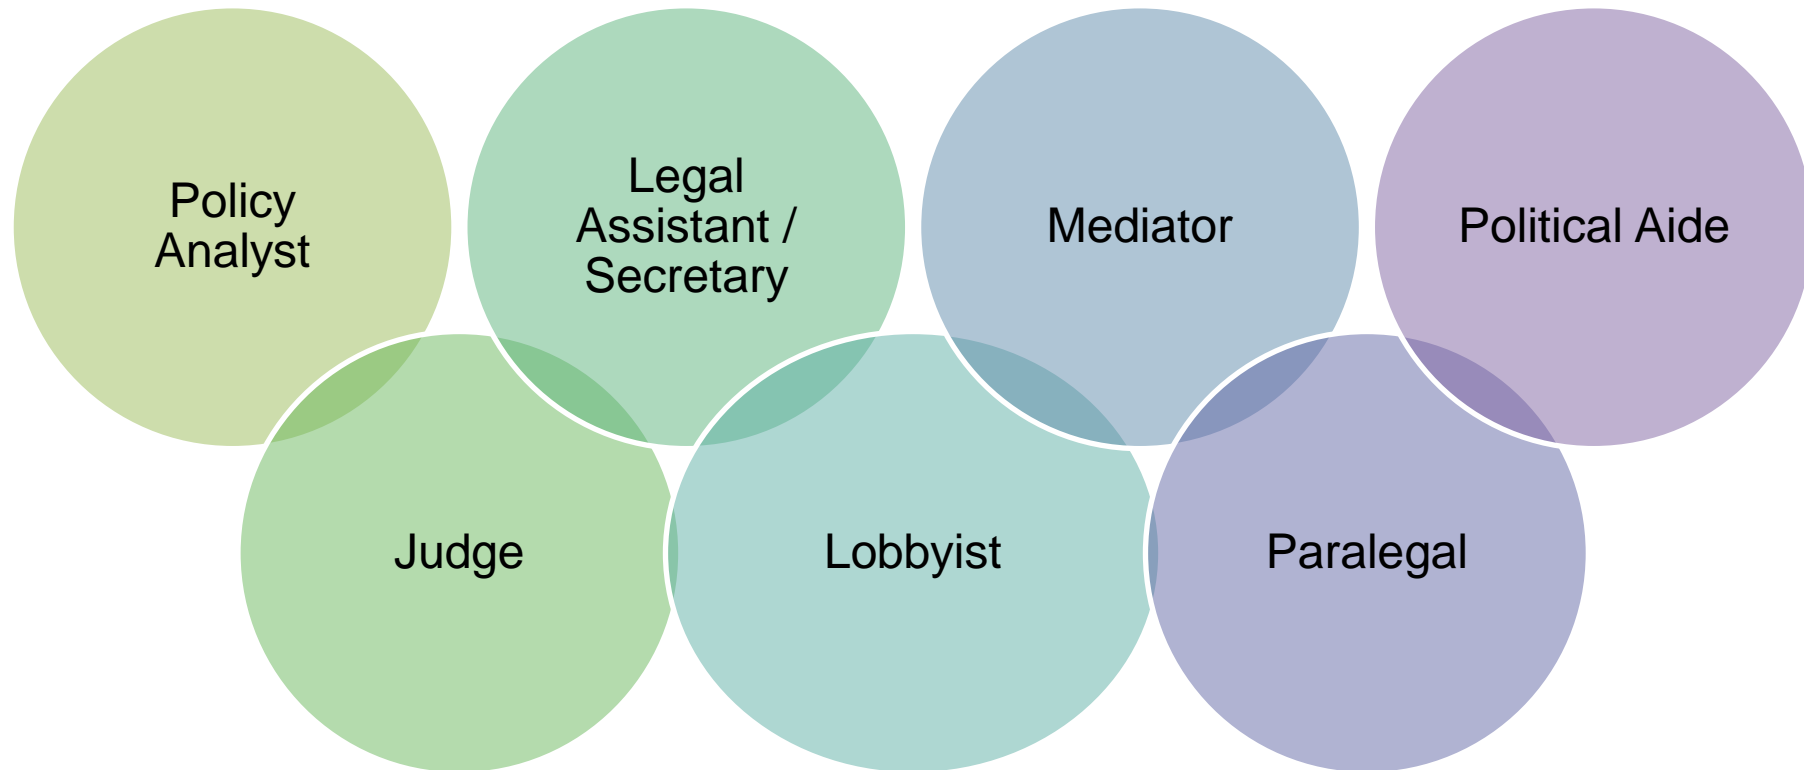 Policy
Analyst
Legal
Assistant /
Secretary
Mediator
Political Aide
Judge
Lobbyist
Paralegal